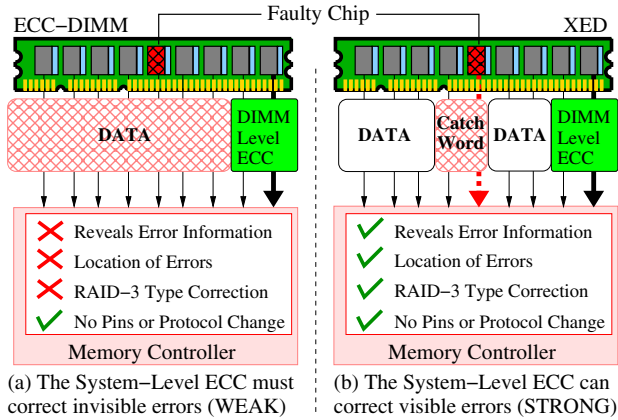 Faulty Chip
ECC−DIMM
DATA
DIMM
Level
ECC
Reveals Error Information
Location of Errors
RAID−3 Type Correction
No Pins or Protocol Change
Memory Controller
(a) The System−Level ECC must
correct invisible errors (WEAK)
XED
DATA
Catch
Word
DATA
DIMM
Level
ECC
Reveals Error Information
Location of Errors
RAID−3 Type Correction
No Pins or Protocol Change
Memory Controller
(b) The System−Level ECC can
correct visible errors (STRONG)